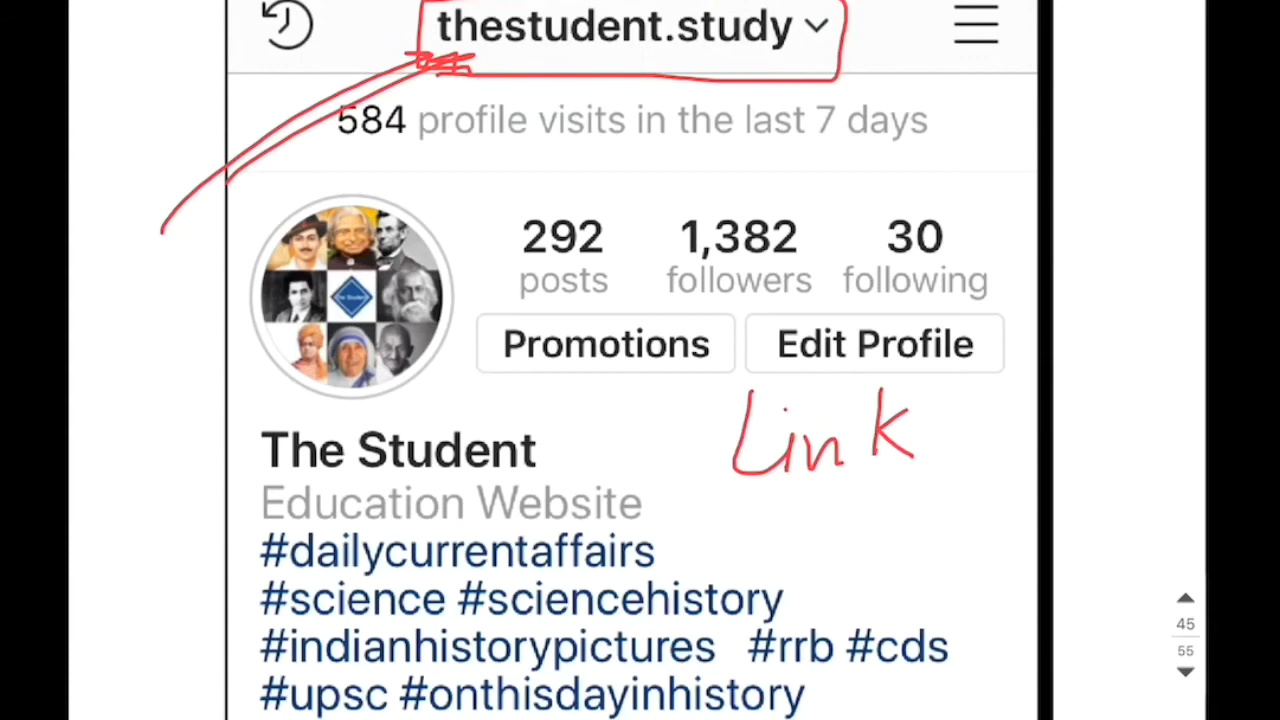 thestudent.study
584 profile visits in the last 7 days
292 1,382 30
posts followers following
Promotions Edit Profile
Link
The Student
Education Website
#dailycurrentaffairs
#science #sciencehistory
#indianhistorypictures #rrb #cds
#upsc #onthisdayinhistory
45
55